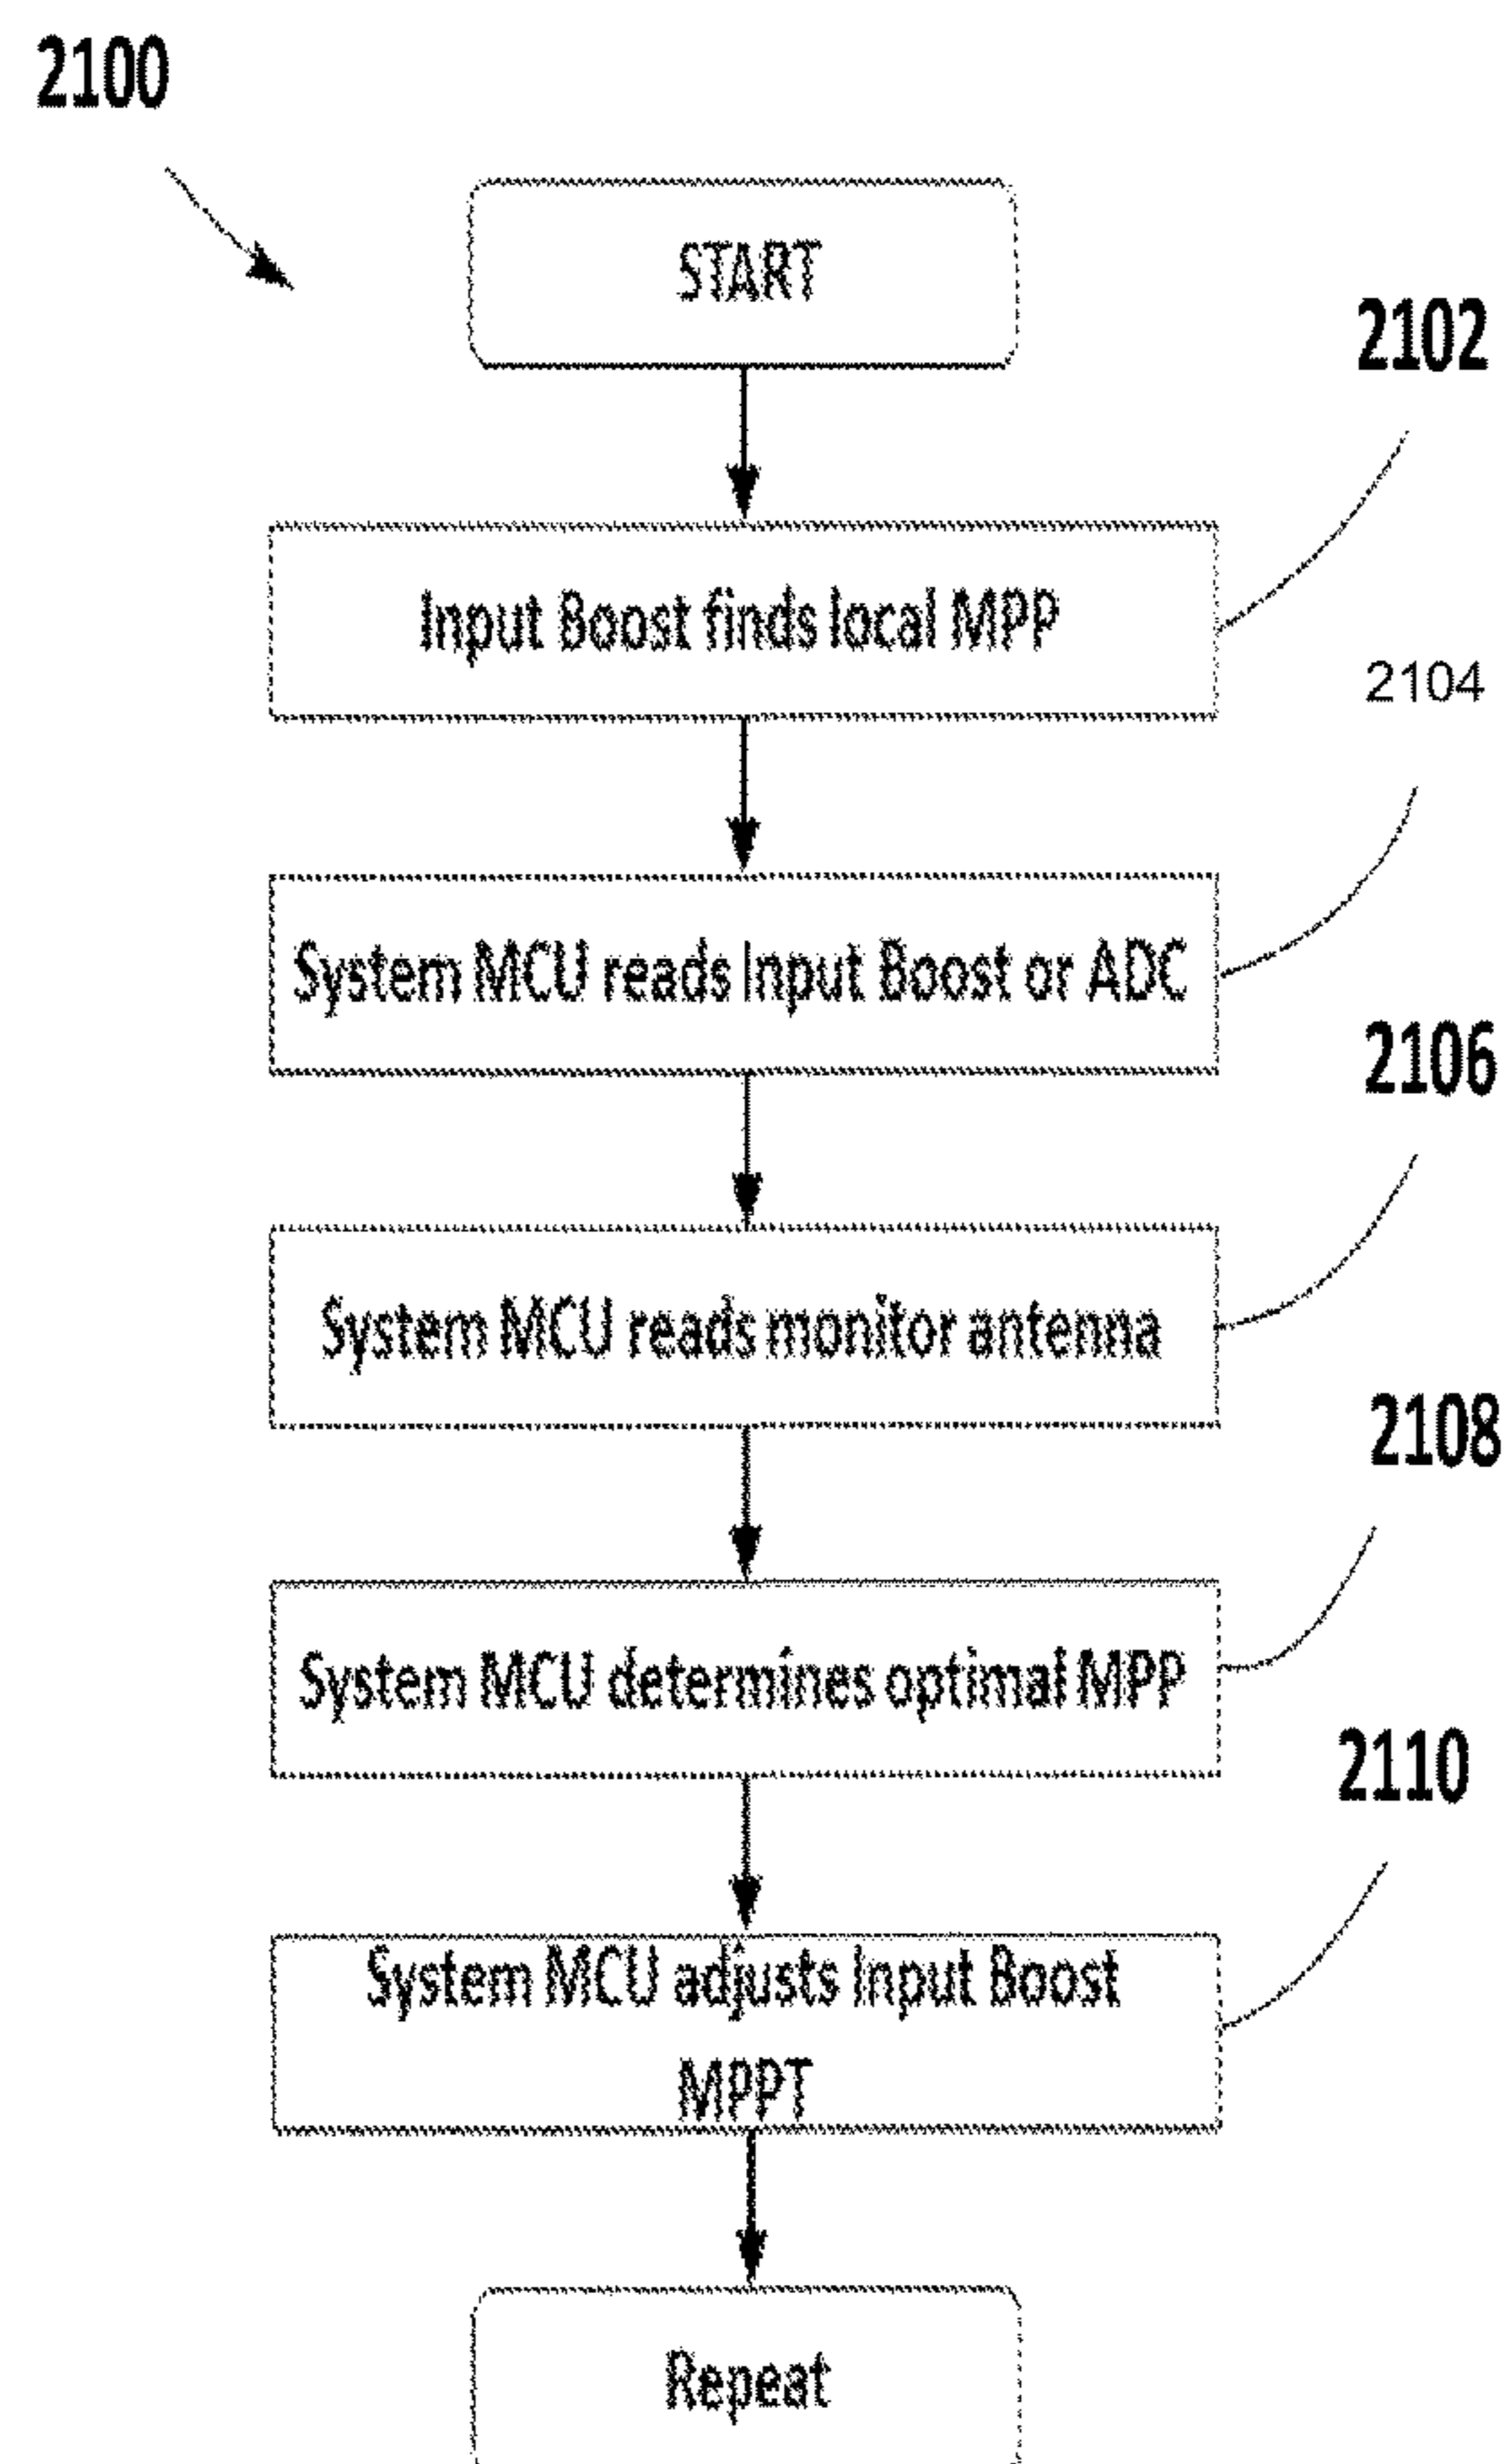 2100
START
2102
Input Boost finds local MPP
2104
System MCU reads Input Boost or ADC
2106
System MCU reads monitor antenna
2108
System MCU determines optimal MPP
2110
System MCU adjusts Input Boost
MPPT
Repeat